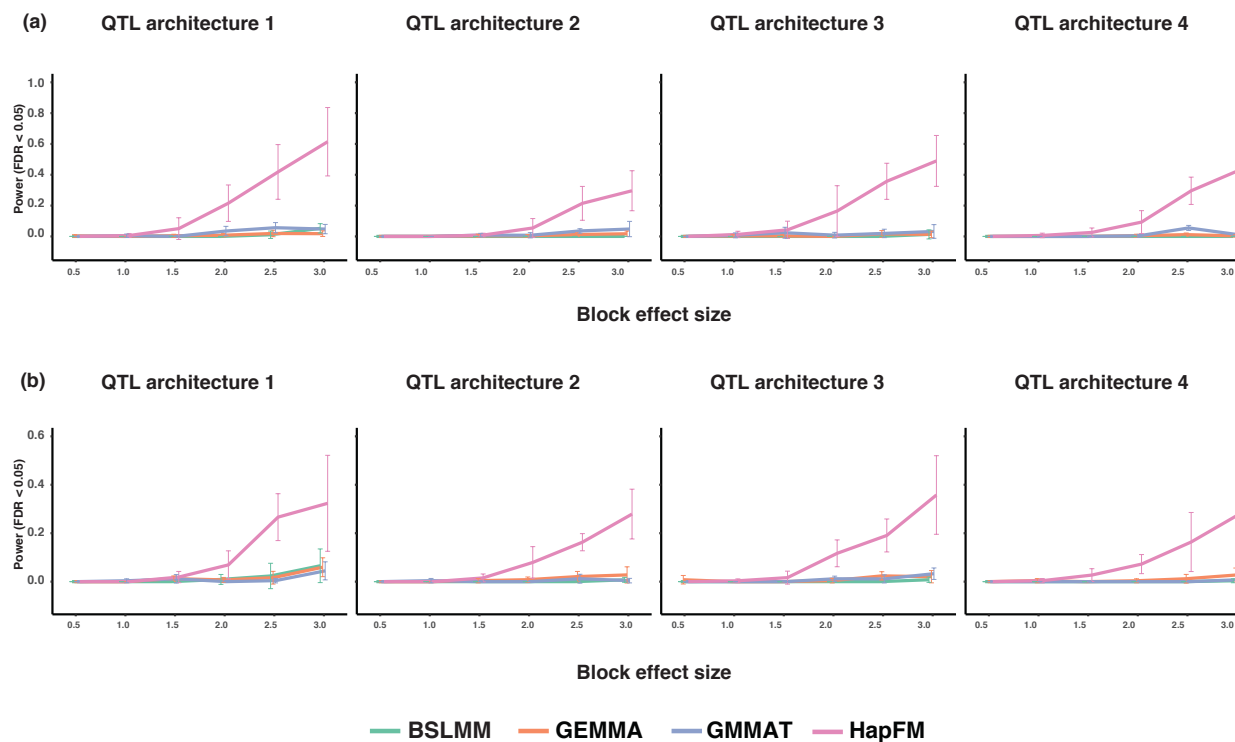 (a) QTL architecture 1 QTL architecture 2 QTL architecture 3 QTL architecture 4
Power (FDR < 0.05)
1.0
0.8
0.6
0.4
0.2
0.0
0.5 1.0 1.5 2.0 2.5 3.0 0.5 1.0 1.5 2.0 2.5 3.0 0.5 1.0 1.5 2.0 2.5 3.0 0.5 1.0 1.5 2.0 2.5 3.0
Block effect size
(b) QTL architecture 1 QTL architecture 2 QTL architecture 3 QTL architecture 4
Power (FDR < 0.05)
0.6
0.4
0.2
0.0
0.5 1.0 1.5 2.0 2.5 3.0 0.5 1.0 1.5 2.0 2.5 3.0 0.5 1.0 1.5 2.0 2.5 3.0 0.5 1.0 1.5 2.0 2.5 3.0
Block effect size
BSLMM GEMMA GMMAT HapFM